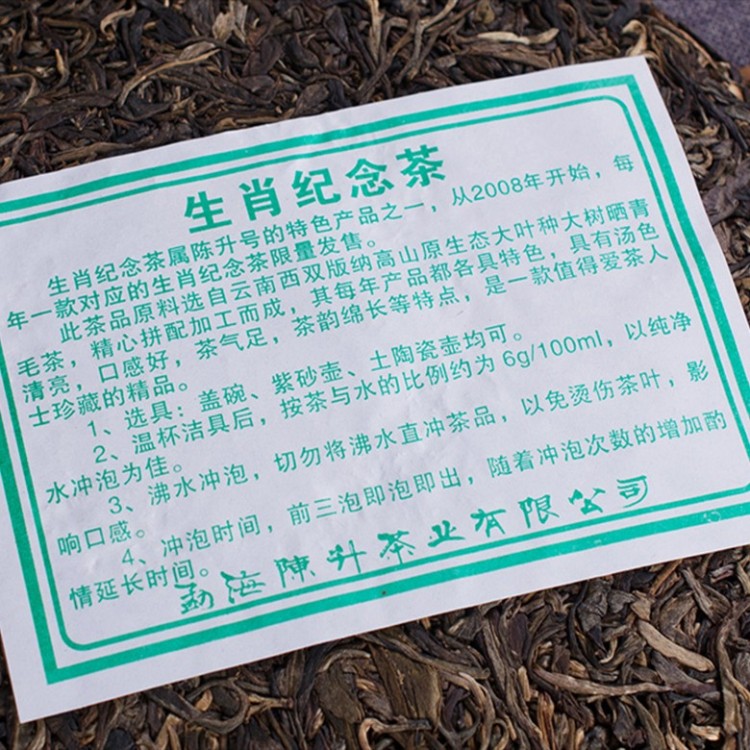 生肖纪念茶
生肖纪念茶属陈升号的特色产品之一，从2008年开始，每
年一款对应的生肖纪念茶限量发售。
此茶品原料选自云南西双版纳高山原生态大叶种大树晒青
毛茶，精心拼配加工而成，其每年产品都各具特色，具有汤色
清亮，口感好，茶气足，茶韵绵长等特点，是一款值得爱茶人
士珍藏的精品。
1、选具：盖碗、紫砂壶、土陶瓷壶均可。
2、温杯洁具后，按茶与水的比例约为 6g/100ml，以纯净
水冲泡为佳。
3、沸水冲泡，切勿将沸水直冲茶品，以免烫伤茶叶，影
响口感。
4、冲泡时间，前三泡即泡即出，随着冲泡次数的增加酌
情延长时间。
勐海陳升茶业有限公司